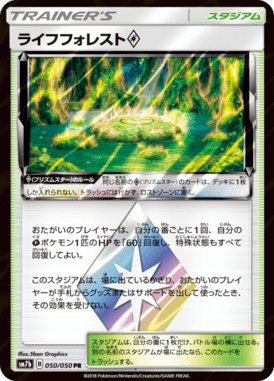 TRAINER'S
スタジアム
ライフフォレスト◇
◇(プリズムスター)のルール
同じ名前の◇(プリズムスター)のカードは、デッキに1枚
しか入れられない。トラッシュには行かず、ロストゾーンに置く。
おたがいのプレイヤーは、自分の番ごとに1回、自分
のポケモン1匹のHPを「60」回復し、特殊状態もすべて
回復してよい。
このスタジアムは、場に出ているかぎり、おたがいのプレイ
ヤーが手札からグッズまたはサポートを出して使ったとき、
その効果を受けない。
スタジアムは、自分の番に1枚だけ、バトル場の横に出せる。
別の名前のスタジアムが場に出たなら、このカードを
トラッシュする。
Illus.5ban Graphics
sm7b
050/050 PR
©2018 Pokémon/Nintendo/Creatures/GAME FREAK.